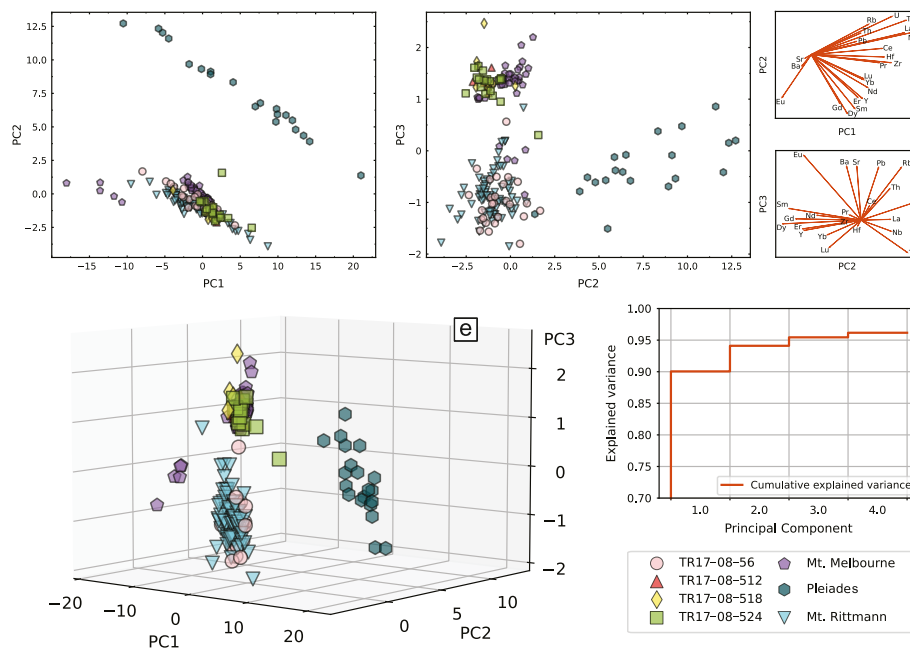 12.5
10.0
7.5
5.0
2.5
0.0
−2.5
PC2
−15
−10
−5
0
5
10
15
20
PC1
3
2
1
0
−1
−2
PC3
−2.5
0.0
2.5
5.0
7.5
10.0
12.5
PC2
U
Rb
Th
Pb
Ce
Hf
Pr
Zr
Sr
Ba
Lu
Yb
Nd
Eu
Er
Y
Gd
Sm
Dy
PC2
PC1
Eu
Ba
Sr
Pb
Th
Ce
Sm
Nd
Pr
Gd
Zr
La
Dy
Er
Y
Yb
Hf
Nb
Lu
PC3
PC2
e
PC3
2
1
0
−1
−2
−20
−10
0
10
20
PC1
0
5
10
PC2
1.00
0.95
0.90
0.85
0.80
0.75
0.70
Explained variance
Cumulative explained variance
1.0
2.0
3.0
4.0
Principal Component
TR17−08−56
TR17−08−512
TR17−08−518
TR17−08−524
Mt. Melbourne
Pleiades
Mt. Rittmann